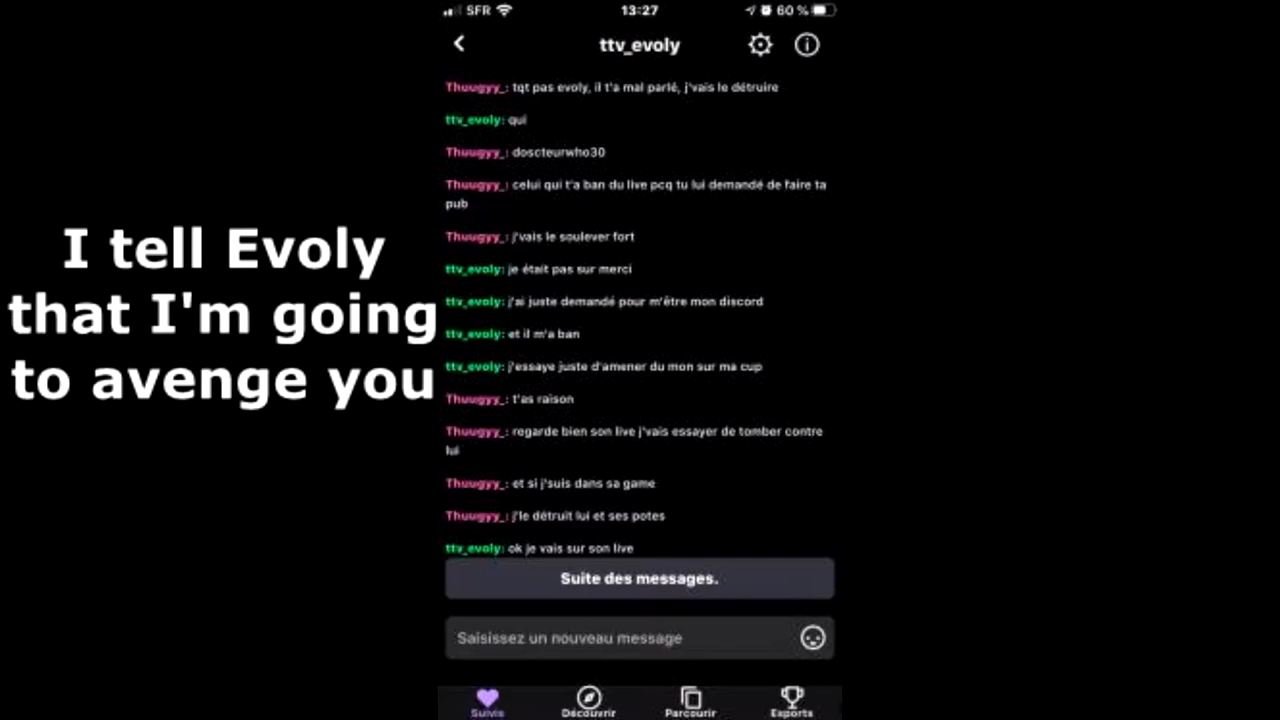 SFR 13:27 60 %
ttv_evoly
Thuugyy_: tqt pas evoly, il t'a mal parlé, j'vais le détruire
ttv_evoly: qui
Thuugyy_: doscteurwho30
Thuugyy_: celui qui t'a ban du live pcq tu lui demandé de faire ta
pub
Thuugyy_: j'vais le soulever fort
ttv_evoly: je était pas sur merci
ttv_evoly: j'ai juste demandé pour m'être mon discord
ttv_evoly: et il m'a ban
ttv_evoly: j'essaye juste d'amener du mon sur ma cup
Thuugyy_: t'as raison
Thuugyy_: regarde bien son live j'vais essayer de tomber contre
lui
Thuugyy_: et si j'suis dans sa game
Thuugyy_: j'le détruit lui et ses potes
ttv_evoly: ok je vais sur son live
Suite des messages.
Saisissez un nouveau message
Suivis Découvrir Parcourir Esports
I tell Evoly
that I'm going
to avenge you